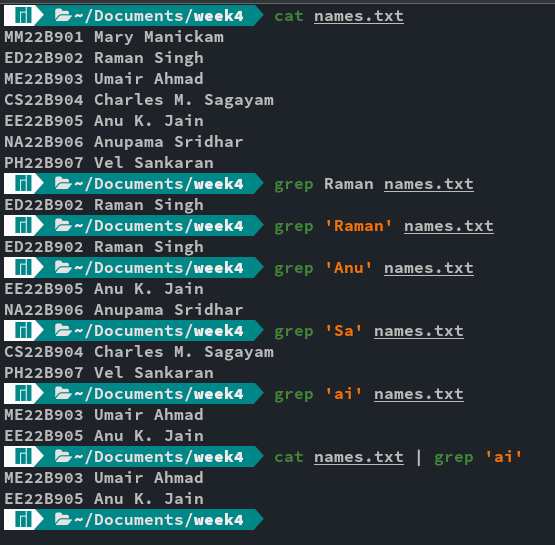 ~/Documents/week4 cat names.txt
MM22B901 Mary Manickam
ED22B902 Raman Singh
ME22B903 Umair Ahmad
CS22B904 Charles M. Sagayam
EE22B905 Anu K. Jain
NA22B906 Anupama Sridhar
PH22B907 Vel Sankaran
~/Documents/week4 grep Raman names.txt
ED22B902 Raman Singh
~/Documents/week4 grep 'Raman' names.txt
ED22B902 Raman Singh
~/Documents/week4 grep 'Anu' names.txt
EE22B905 Anu K. Jain
NA22B906 Anupama Sridhar
~/Documents/week4 grep 'Sa' names.txt
CS22B904 Charles M. Sagayam
PH22B907 Vel Sankaran
~/Documents/week4 grep 'ai' names.txt
ME22B903 Umair Ahmad
EE22B905 Anu K. Jain
~/Documents/week4 cat names.txt | grep 'ai'
ME22B903 Umair Ahmad
EE22B905 Anu K. Jain
~/Documents/week4